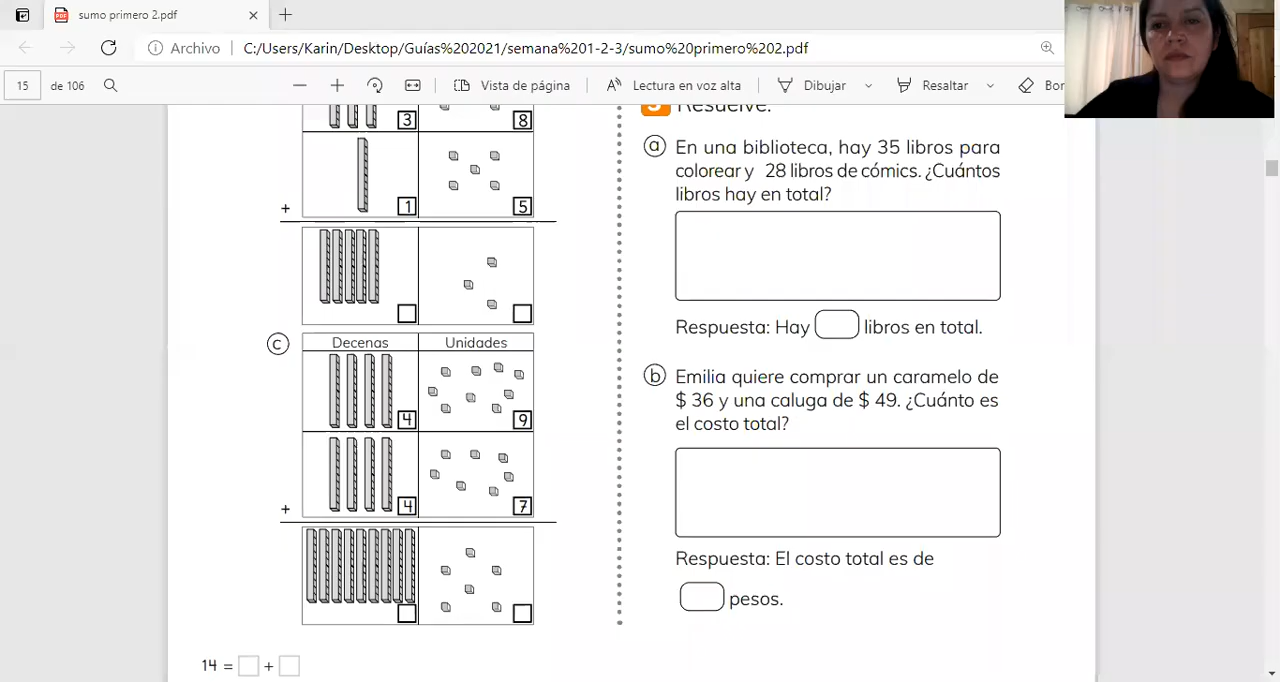 sumo primero 2.pdf
Archivo C:/Users/Karin/Desktop/Guías%202021/semana%201-2-3/sumo%20primero%202.pdf
15 de 106 Vista de página Lectura en voz alta Dibujar Resaltar Bor
3 8
1 5
+
c
Decenas Unidades
4 9
4 7
+
14 = +
3 Resuelve.
a En una biblioteca, hay 35 libros para
colorear y 28 libros de cómics. ¿Cuántos
libros hay en total?
Respuesta: Hay libros en total.
b Emilia quiere comprar un caramelo de
$ 36 y una caluga de $ 49. ¿Cuánto es
el costo total?
Respuesta: El costo total es de
pesos.